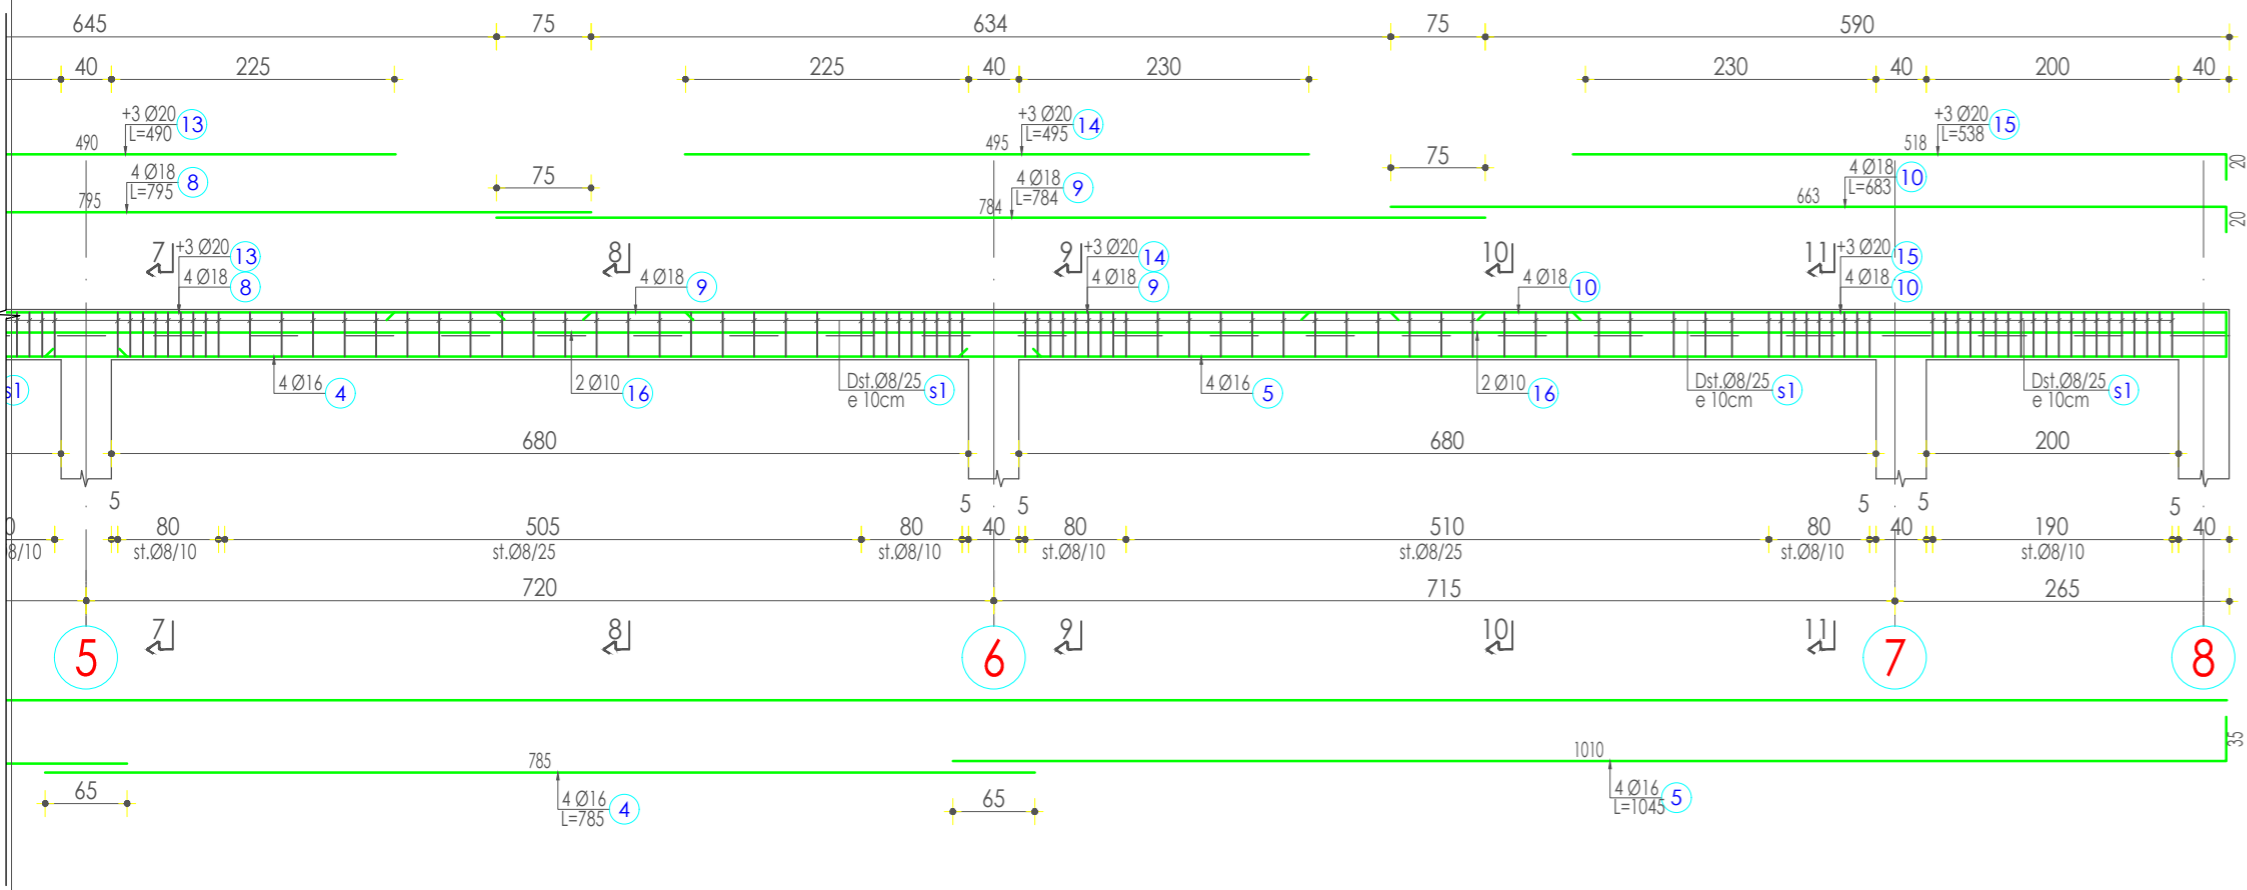 645 75 634 75 590
40 225 225 40 230 230 40 200 40
+3 Ø20 13 +3 Ø20 14 +3 Ø20 15
L=490 L=495 L=538
490 495 518 20
75
4 Ø18 8 75 4 Ø18 9 4 Ø18 10
L=795 L=784 L=683
795 784 663 20
7 +3 Ø20 13 8 9 +3 Ø20 14 10 11 +3 Ø20 15
4 Ø18 8 4 Ø18 9 4 Ø18 9 4 Ø18 10 4 Ø18 10
s1 4 Ø16 4 2 Ø10 16 Dst.Ø8/25 s1 4 Ø16 5 2 Ø10 16 Dst.Ø8/25 s1 Dst.Ø8/25 s1
e 10cm e 10cm e 10cm
680 680 200
5 5 5 5 5 5
0 80 505 80 40 80 510 80 40 190 40
8/10 st.Ø8/10 st.Ø8/25 st.Ø8/10 st.Ø8/10 st.Ø8/25 st.Ø8/10 st.Ø8/10
720 715 265
7 8 9 10 11
5 6 7 8
785 1010 35
65 4 Ø16 4 65 4 Ø16 5
L=785 L=1045